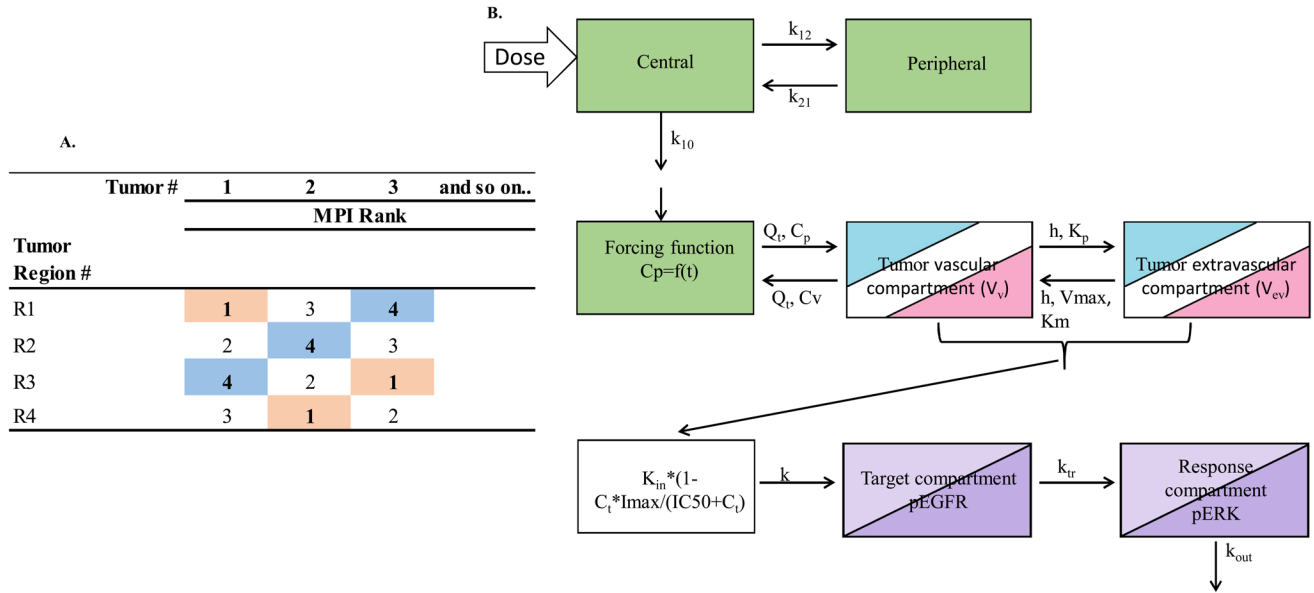 A.
Tumor # 1 2 3 and so on..
MPI Rank
Tumor
Region #
R1 1 3 4
R2 2 4 3
R3 4 2 1
R4 3 1 2
B.
Dose
Central
k12
k21
Peripheral
k10
Forcing function
Cp=f(t)
Qt, Cp
Qt, Cv
Tumor vascular
compartment (Vv)
h, Kp
h, Vmax,
Km
Tumor extravascular
compartment (Vev)
Kin*(1-
Ct*Imax/(IC50+Ct)
k
Target compartment
pEGFR
ktr
Response
compartment
pERK
kout